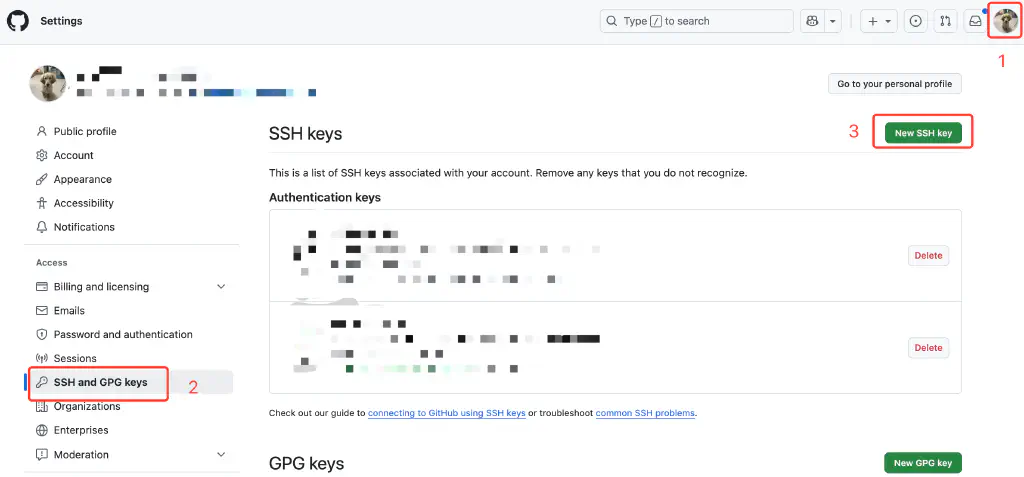 Settings
Type / to search
1
Go to your personal profile
Public profile
Account
Appearance
Accessibility
Notifications
Access
Billing and licensing
Emails
Password and authentication
Sessions
SSH and GPG keys
2
Organizations
Enterprises
Moderation
SSH keys
3
New SSH key
This is a list of SSH keys associated with your account. Remove any keys that you do not recognize.
Authentication keys
Delete
Delete
Check out our guide to connecting to GitHub using SSH keys or troubleshoot common SSH problems.
GPG keys
New GPG key